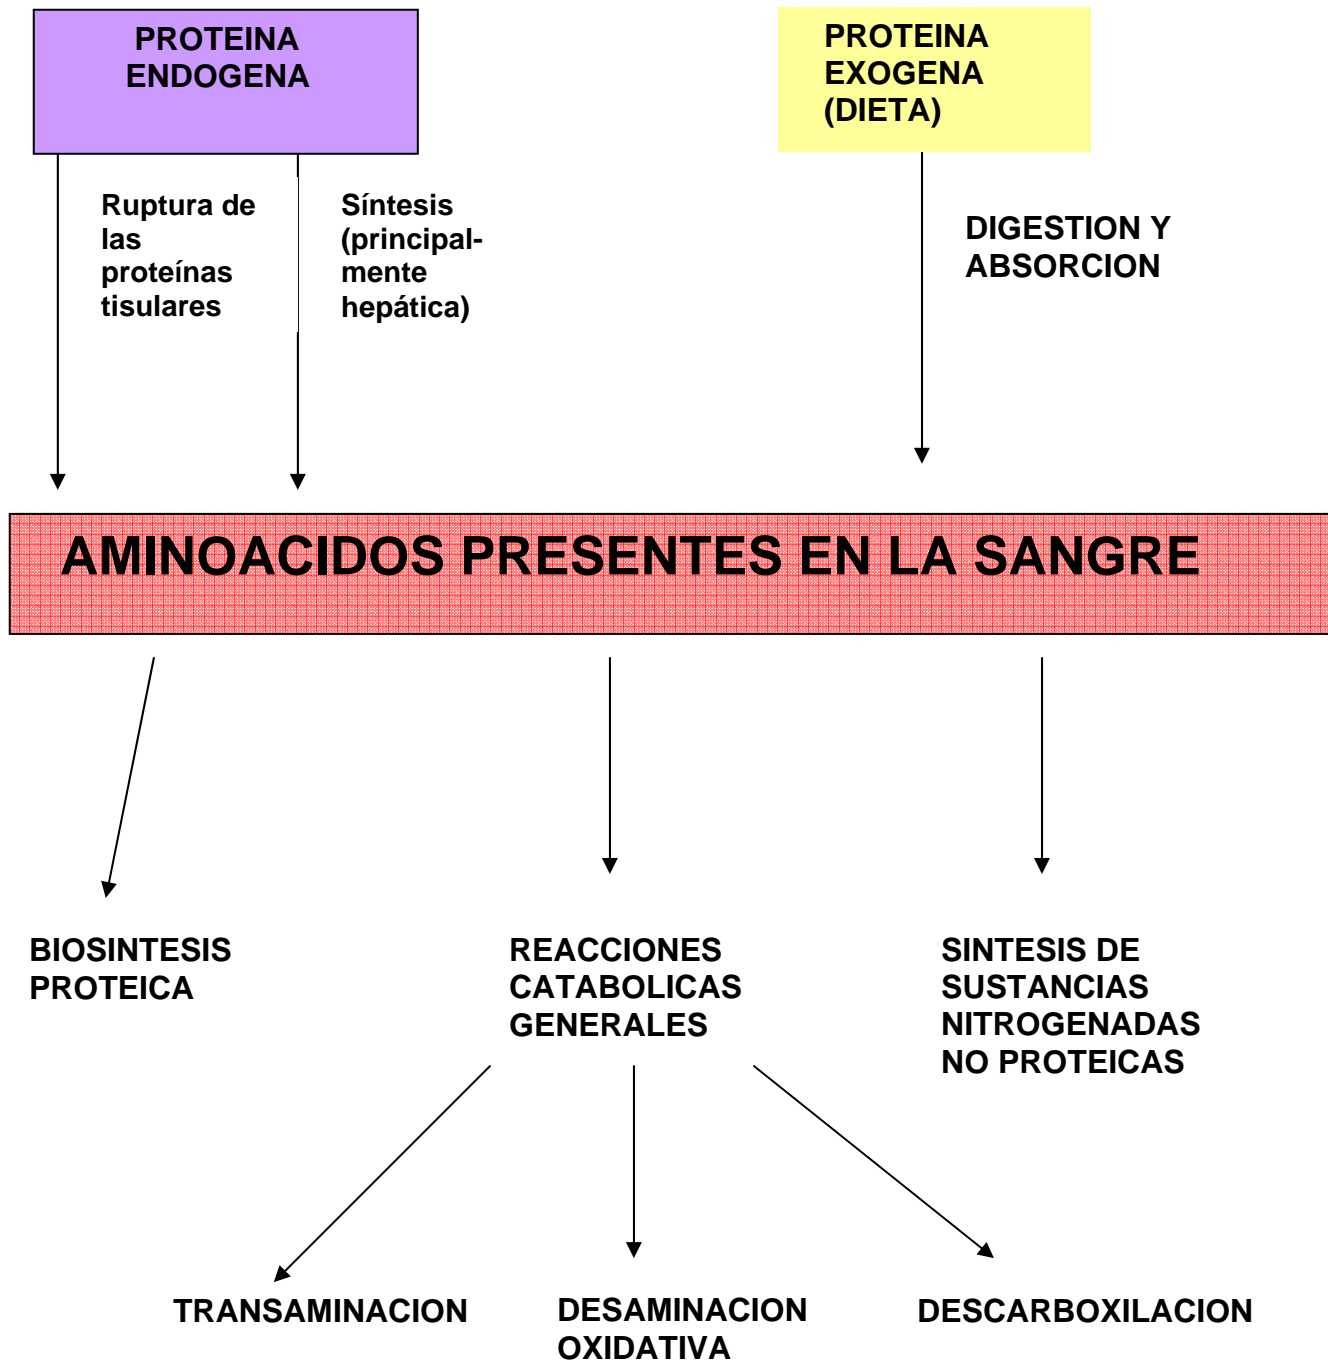 PROTEINA
ENDOGENA
PROTEINA
EXOGENA
(DIETA)
Ruptura de
las
proteínas
tisulares
Síntesis
(principal-
mente
hepática)
DIGESTION Y
ABSORCION
AMINOACIDOS PRESENTES EN LA SANGRE
BIOSINTESIS
PROTEICA
REACCIONES
CATABOLICAS
GENERALES
SINTESIS DE
SUSTANCIAS
NITROGENADAS
NO PROTEICAS
TRANSAMINACION
DESAMINACION
OXIDATIVA
DESCARBOXILACION